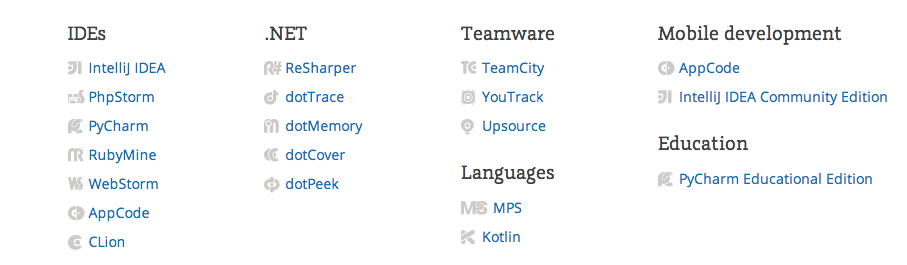 IDEs
IntelliJ IDEA
PhpStorm
PyCharm
RubyMine
WebStorm
AppCode
CLion
.NET
ReSharper
dotTrace
dotMemory
dotCover
dotPeek
Teamware
TeamCity
YouTrack
Upsource
Languages
MPS
Kotlin
Mobile development
AppCode
IntelliJ IDEA Community Edition
Education
PyCharm Educational Edition